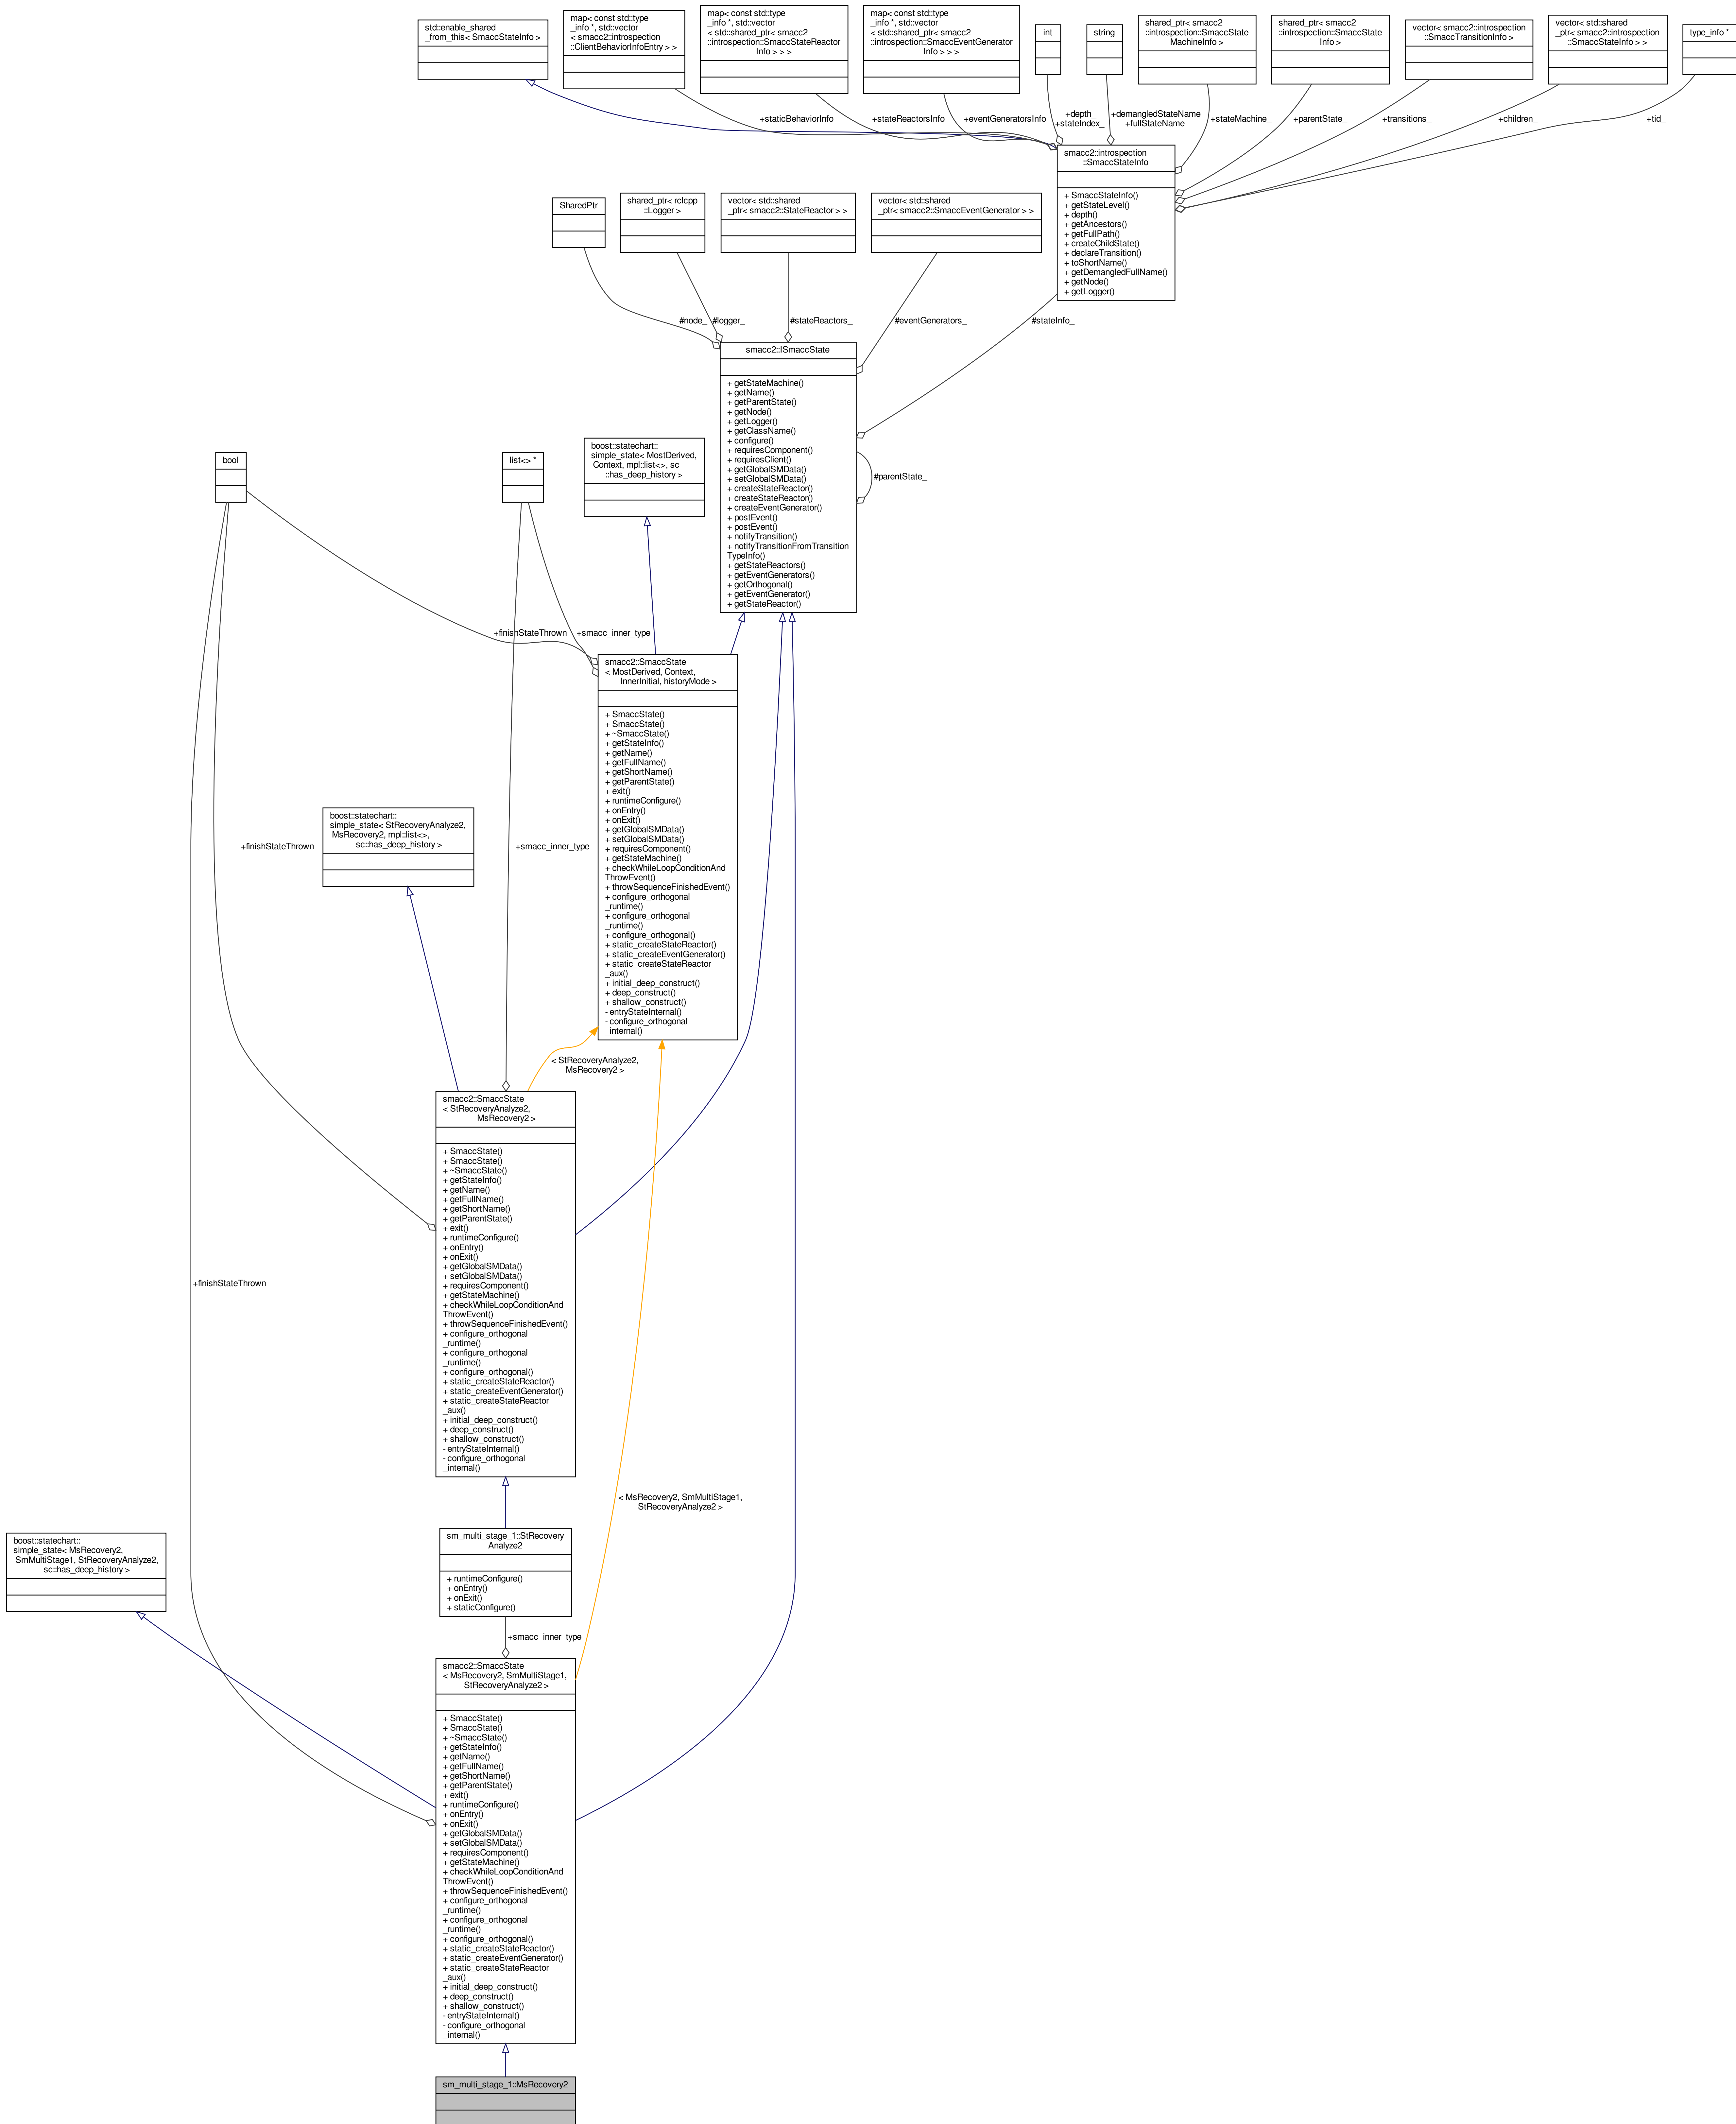 std::enable_shared
_from_this< SmaccStateInfo >
map< const std::type
_info *, std::vector
< smacc2::introspection
::ClientBehaviorInfoEntry > >
map< const std::type
_info *, std::vector
< std::shared_ptr< smacc2
::introspection::SmaccStateReactor
Info > > >
map< const std::type
_info *, std::vector
< std::shared_ptr< smacc2
::introspection::SmaccEventGenerator
Info > > >
int
string
shared_ptr< smacc2
::introspection::SmaccState
MachineInfo >
shared_ptr< smacc2
::introspection::SmaccState
Info >
vector< smacc2::introspection
::SmaccTransitionInfo >
vector< std::shared
_ptr< smacc2::introspection
::SmaccStateInfo > >
type_info *
+staticBehaviorInfo
+stateReactorsInfo
+eventGeneratorsInfo
+depth_
+stateIndex_
+demangledStateName
+fullStateName
+stateMachine_
+parentState_
+transitions_
+children_
+tid_
smacc2::introspection
::SmaccStateInfo
+ SmaccStateInfo()
+ getStateLevel()
+ depth()
+ getAncestors()
+ getFullPath()
+ createChildState()
+ declareTransition()
+ toShortName()
+ getDemangledFullName()
+ getNode()
+ getLogger()
SharedPtr
shared_ptr< rclcpp
::Logger >
vector< std::shared
_ptr< smacc2::StateReactor > >
vector< std::shared
_ptr< smacc2::SmaccEventGenerator > >
#node_
#logger_
#stateReactors_
#eventGenerators_
#stateInfo_
smacc2::ISmaccState
+ getStateMachine()
+ getName()
+ getParentState()
+ getNode()
+ getLogger()
+ getClassName()
+ configure()
+ requiresComponent()
+ requiresClient()
+ getGlobalSMData()
+ setGlobalSMData()
+ createStateReactor()
+ createStateReactor()
+ createEventGenerator()
+ postEvent()
+ postEvent()
+ notifyTransition()
+ notifyTransitionFromTransition
TypeInfo()
+ getStateReactors()
+ getEventGenerators()
+ getOrthogonal()
+ getEventGenerator()
+ getStateReactor()
#parentState_
bool
list<> *
boost::statechart::
simple_state< MostDerived,
Context, mpl::list<>, sc
::has_deep_history >
+finishStateThrown
+smacc_inner_type
smacc2::SmaccState
< MostDerived, Context,
InnerInitial, historyMode >
+ SmaccState()
+ SmaccState()
+ ~SmaccState()
+ getStateInfo()
+ getName()
+ getFullName()
+ getShortName()
+ getParentState()
+ exit()
+ runtimeConfigure()
+ onEntry()
+ onExit()
+ getGlobalSMData()
+ setGlobalSMData()
+ requiresComponent()
+ getStateMachine()
+ checkWhileLoopConditionAnd
ThrowEvent()
+ throwSequenceFinishedEvent()
+ configure_orthogonal
_runtime()
+ configure_orthogonal
_runtime()
+ configure_orthogonal()
+ static_createStateReactor()
+ static_createEventGenerator()
+ static_createStateReactor
_aux()
+ initial_deep_construct()
+ deep_construct()
+ shallow_construct()
- entryStateInternal()
- configure_orthogonal
_internal()
boost::statechart::
simple_state< StRecoveryAnalyze2,
MsRecovery2, mpl::list<>,
sc::has_deep_history >
+finishStateThrown
+smacc_inner_type
< StRecoveryAnalyze2,
MsRecovery2 >
smacc2::SmaccState
< StRecoveryAnalyze2,
MsRecovery2 >
+ SmaccState()
+ SmaccState()
+ ~SmaccState()
+ getStateInfo()
+ getName()
+ getFullName()
+ getShortName()
+ getParentState()
+ exit()
+ runtimeConfigure()
+ onEntry()
+ onExit()
+ getGlobalSMData()
+ setGlobalSMData()
+ requiresComponent()
+ getStateMachine()
+ checkWhileLoopConditionAnd
ThrowEvent()
+ throwSequenceFinishedEvent()
+ configure_orthogonal
_runtime()
+ configure_orthogonal
_runtime()
+ configure_orthogonal()
+ static_createStateReactor()
+ static_createEventGenerator()
+ static_createStateReactor
_aux()
+ initial_deep_construct()
+ deep_construct()
+ shallow_construct()
- entryStateInternal()
- configure_orthogonal
_internal()
+finishStateThrown
< MsRecovery2, SmMultiStage1,
StRecoveryAnalyze2 >
boost::statechart::
simple_state< MsRecovery2,
SmMultiStage1, StRecoveryAnalyze2,
sc::has_deep_history >
sm_multi_stage_1::StRecovery
Analyze2
+ runtimeConfigure()
+ onEntry()
+ onExit()
+ staticConfigure()
+smacc_inner_type
smacc2::SmaccState
< MsRecovery2, SmMultiStage1,
StRecoveryAnalyze2 >
+ SmaccState()
+ SmaccState()
+ ~SmaccState()
+ getStateInfo()
+ getName()
+ getFullName()
+ getShortName()
+ getParentState()
+ exit()
+ runtimeConfigure()
+ onEntry()
+ onExit()
+ getGlobalSMData()
+ setGlobalSMData()
+ requiresComponent()
+ getStateMachine()
+ checkWhileLoopConditionAnd
ThrowEvent()
+ throwSequenceFinishedEvent()
+ configure_orthogonal
_runtime()
+ configure_orthogonal
_runtime()
+ configure_orthogonal()
+ static_createStateReactor()
+ static_createEventGenerator()
+ static_createStateReactor
_aux()
+ initial_deep_construct()
+ deep_construct()
+ shallow_construct()
- entryStateInternal()
- configure_orthogonal
_internal()
sm_multi_stage_1::MsRecovery2